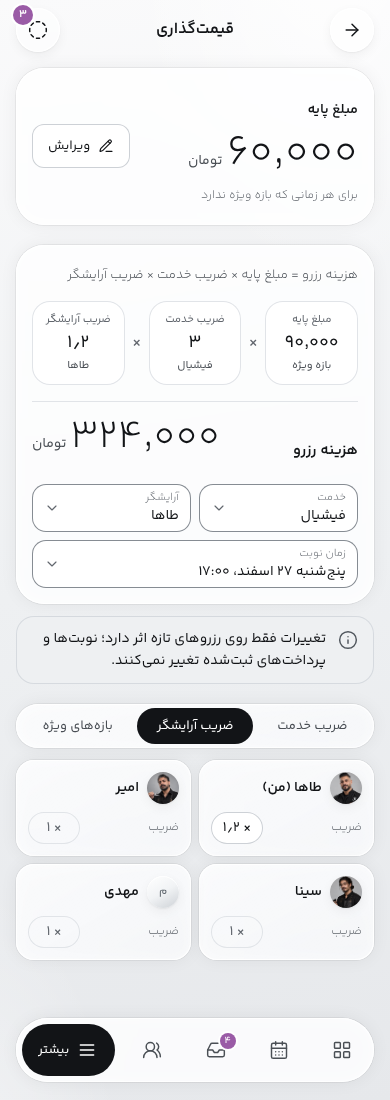 قیمت‌گذاری
۳
مبلغ پایه
۶۰,۰۰۰ تومان
ویرایش
برای هر زمانی که بازه ویژه ندارد
هزینه رزرو = مبلغ پایه × ضریب خدمت × ضریب آرایشگر
مبلغ پایه
۹۰,۰۰۰
بازه ویژه
×
ضریب خدمت
۳
فیشیال
×
ضریب آرایشگر
۱٫۲
طاها
هزینه رزرو
۳۲۴,۰۰۰ تومان
خدمت
فیشیال
آرایشگر
طاها
زمان نوبت
پنج‌شنبه ۲۷ اسفند، ۱۷:۰۰
تغییرات فقط روی رزروهای تازه اثر دارد؛ نوبت‌ها و
پرداخت‌های ثبت‌شده تغییر نمی‌کنند.
ضریب خدمت
ضریب آرایشگر
بازه‌های ویژه
طاها (من)
ضریب
× ۱٫۲
امیر
ضریب
× ۱
سینا
ضریب
× ۱
م
مهدی
ضریب
× ۱
۴
بیشتر